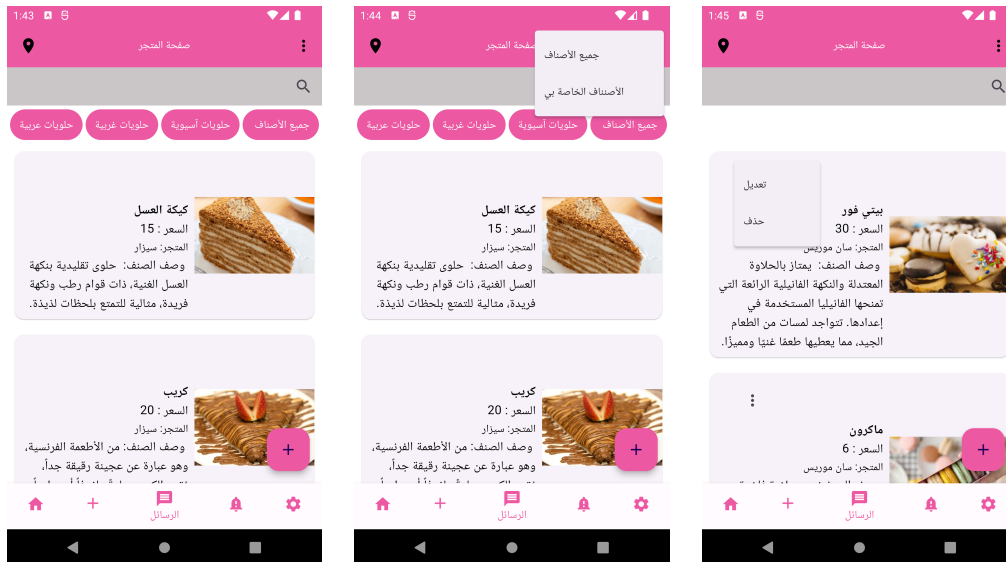 1:43
صفحة المتجر
جميع الأصناف
حلويات آسيوية
حلويات غربية
حلويات عربية
كيكة العسل
السعر : 15
المتجر: سيزار
وصف الصنف: حلوى تقليدية بنكهة
العسل الغنية، ذات قوام رطب ونكهة
فريدة، مثالية للتمتع بلحظات لذيذة.
كريب
السعر : 20
المتجر: سيزار
وصف الصنف: من الأطعمة الفرنسية،
وهو عبارة عن عجينة رقيقة جداً،
الرسائل
1:44
صفحة المتجر
جميع الأصناف
الأصنناف الخاصة بي
جميع الأصناف
حلويات آسيوية
حلويات غربية
حلويات عربية
كيكة العسل
السعر : 15
المتجر: سيزار
وصف الصنف: حلوى تقليدية بنكهة
العسل الغنية، ذات قوام رطب ونكهة
فريدة، مثالية للتمتع بلحظات لذيذة.
كريب
السعر : 20
المتجر: سيزار
وصف الصنف: من الأطعمة الفرنسية،
وهو عبارة عن عجينة رقيقة جداً،
الرسائل
1:45
صفحة المتجر
تعديل
حذف
بيتي فور
السعر : 30
المتجر: سان موريس
وصف الصنف: يمتاز بالحلاوة
المعتدلة والنكهة الفانيلية الرائعة التي
تمنحها الفانيليا المستخدمة في
إعدادها. تتواجد لمسات من الطعام
الجيد، مما يعطيها طعمًا غنيًا ومميزًا.
ماكرون
السعر : 6
المتجر: سان موريس
الرسائل